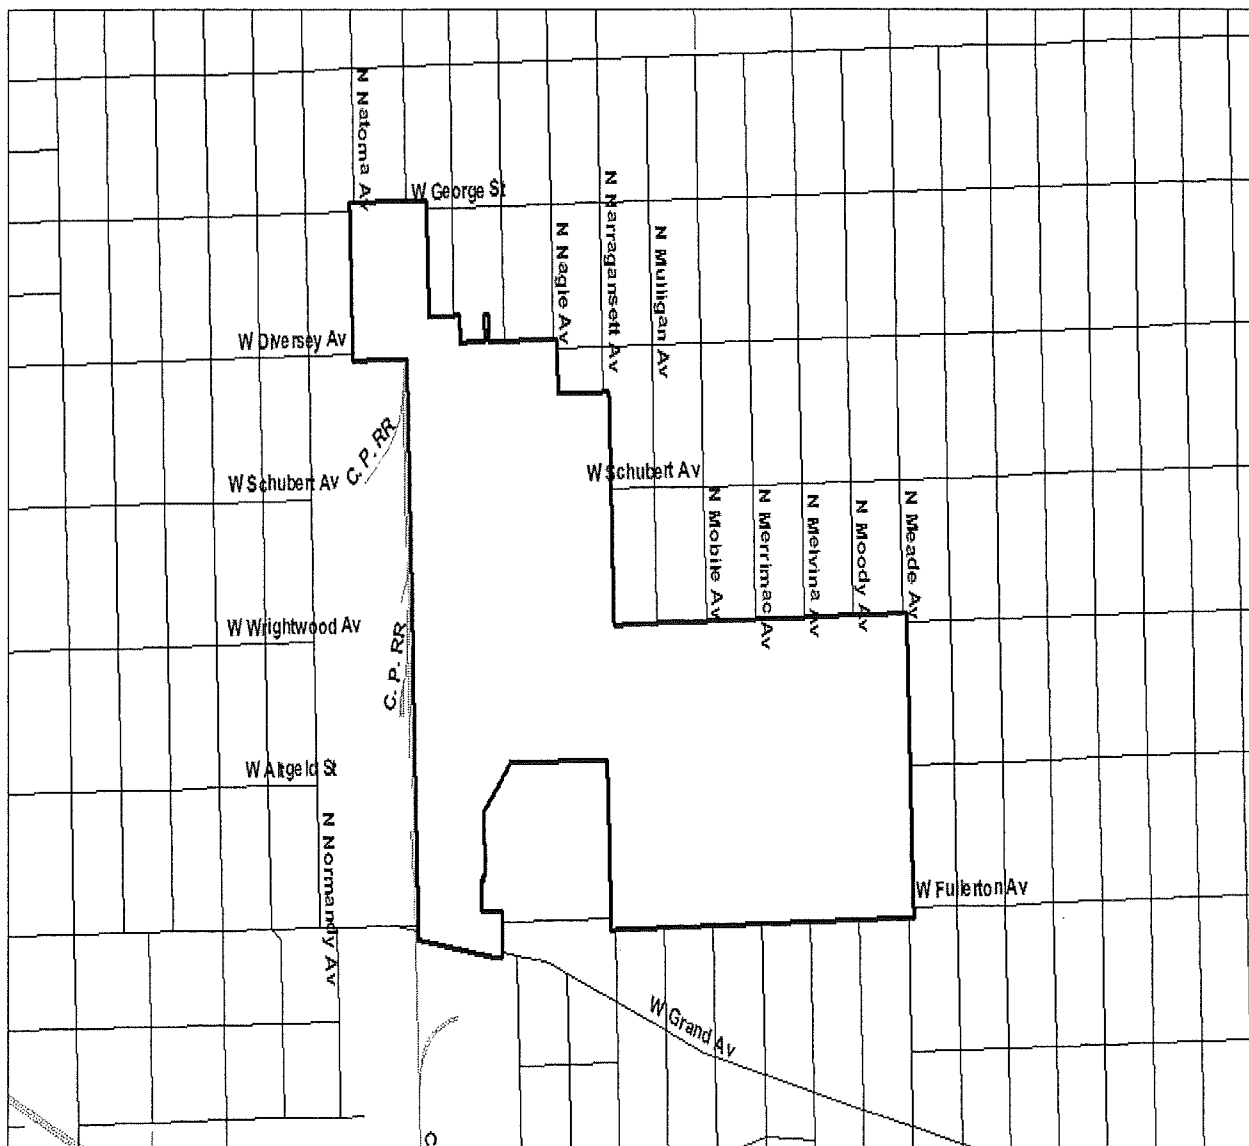 N Natoma Av
W George St
N Narragansett Av
N Nagle Av
N Mulligan Av
W Diversey Av
C. P. RR
W Schubert Av
W Schubert Av
N Mobile Av
N Merrimac Av
N Melvina Av
N Moody Av
N Meade Av
W Wrightwood Av
C. P. RR
W Altgeld St
N Normandy Av
W Fullerton Av
W Grand Av